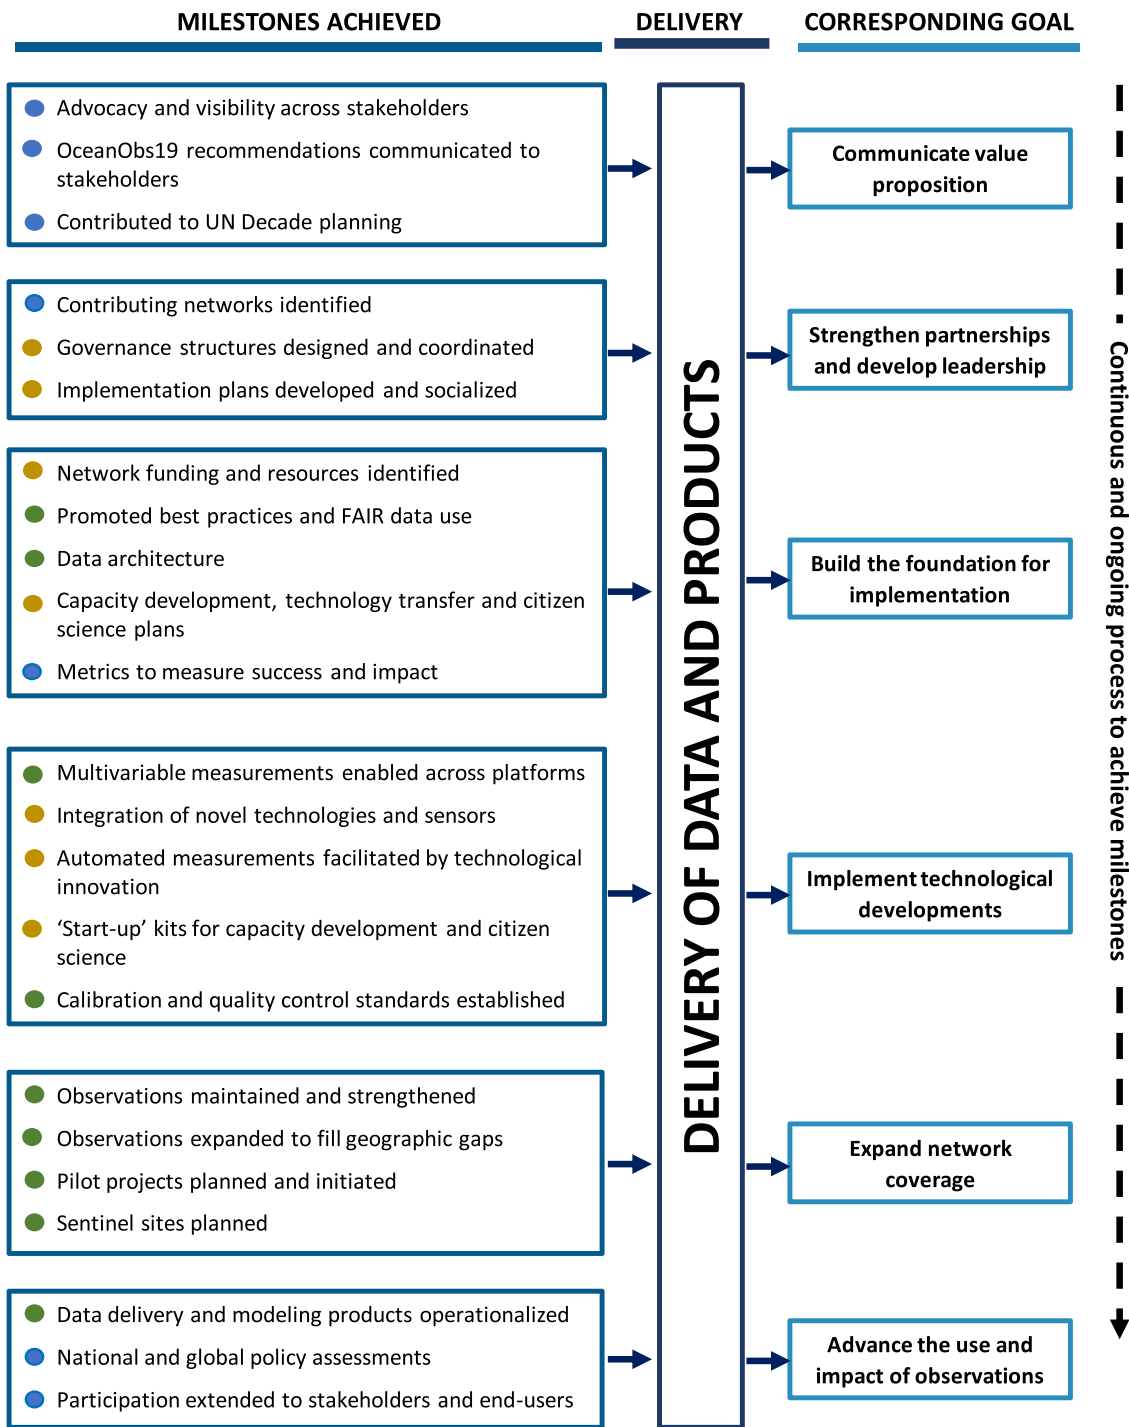 MILESTONES ACHIEVED
DELIVERY
CORRESPONDING GOAL
Advocacy and visibility across stakeholders
OceanObs19 recommendations communicated to
stakeholders
Contributed to UN Decade planning
Communicate value
proposition
Contributing networks identified
Governance structures designed and coordinated
Implementation plans developed and socialized
Strengthen partnerships
and develop leadership
Network funding and resources identified
Promoted best practices and FAIR data use
Data architecture
Capacity development, technology transfer and citizen
science plans
Metrics to measure success and impact
Build the foundation for
implementation
Multivariable measurements enabled across platforms
Integration of novel technologies and sensors
Automated measurements facilitated by technological
innovation
‘Start-up’ kits for capacity development and citizen
science
Calibration and quality control standards established
Implement technological
developments
Observations maintained and strengthened
Observations expanded to fill geographic gaps
Pilot projects planned and initiated
Sentinel sites planned
Expand network
coverage
Data delivery and modeling products operationalized
National and global policy assessments
Participation extended to stakeholders and end-users
Advance the use and
impact of observations
DELIVERY OF DATA AND PRODUCTS
Continuous and ongoing process to achieve milestones